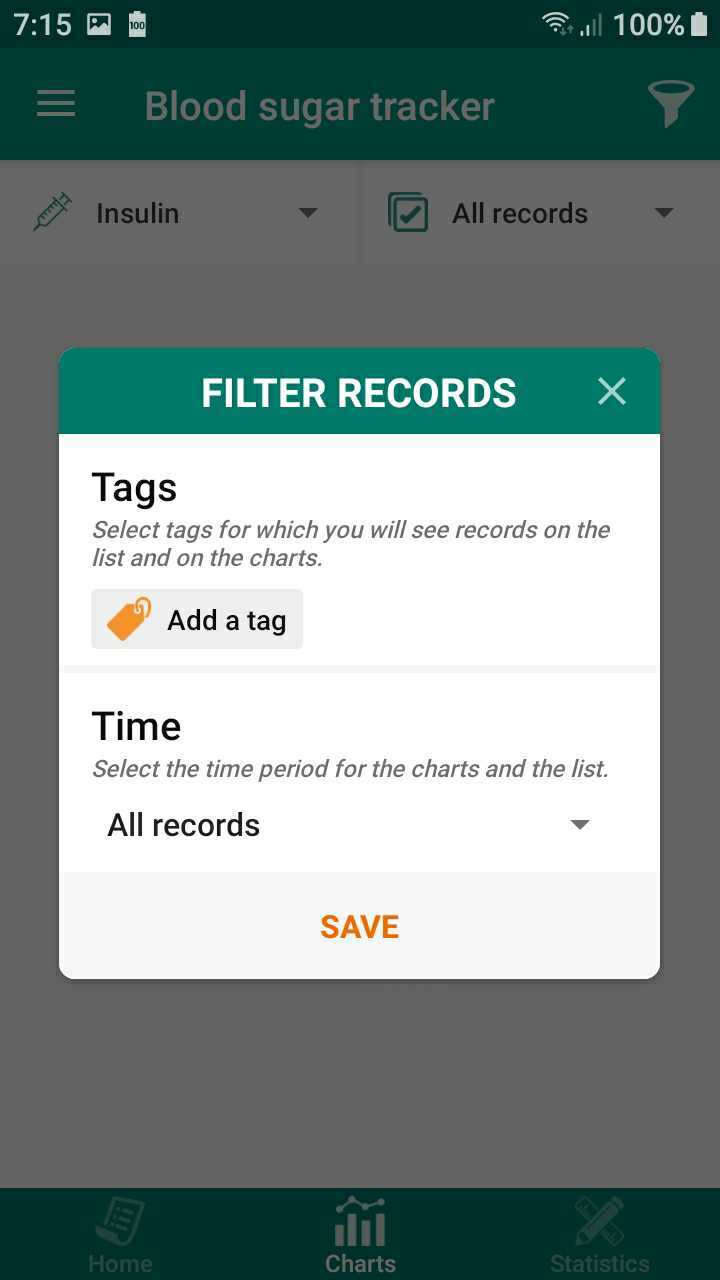 7:15 100 100%
Blood sugar tracker
Insulin All records
FILTER RECORDS
Tags
Select tags for which you will see records on the
list and on the charts.
Add a tag
Time
Select the time period for the charts and the list.
All records
SAVE
Home Charts Statistics